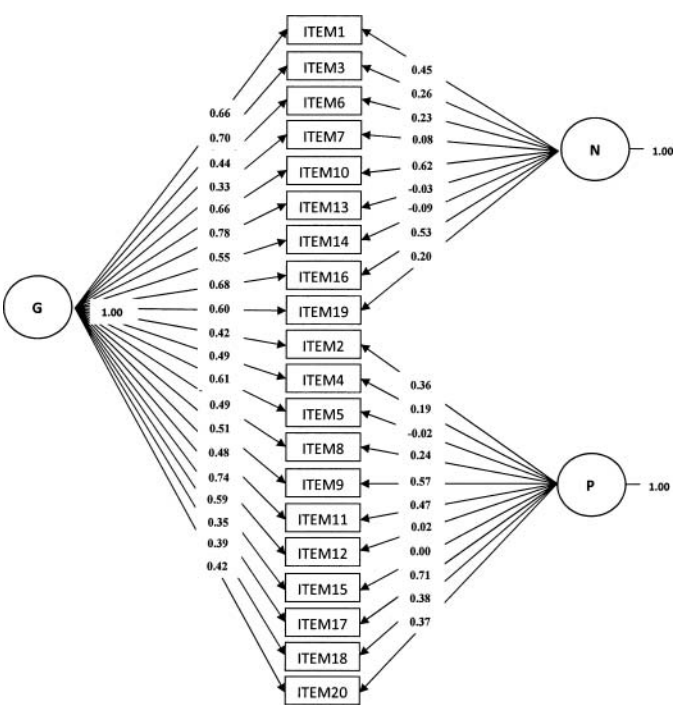 ITEM1
0.45
ITEM3
0.26
ITEM6
0.66
0.23
ITEM7
0.70
0.08
N
1.00
0.44
ITEM10
0.62
0.33
0.66
ITEM13
-0.03
0.78
-0.09
ITEM14
0.55
0.53
ITEM16
0.68
0.20
G
1.00
0.60
ITEM19
0.42
ITEM2
0.49
ITEM4
0.36
0.61
0.19
ITEM5
0.49
-0.02
0.51
ITEM8
0.24
0.48
ITEM9
0.57
P
1.00
0.74
0.47
0.59
ITEM11
0.35
0.02
0.39
ITEM12
0.00
0.42
0.71
ITEM15
0.38
ITEM17
0.37
ITEM18
ITEM20